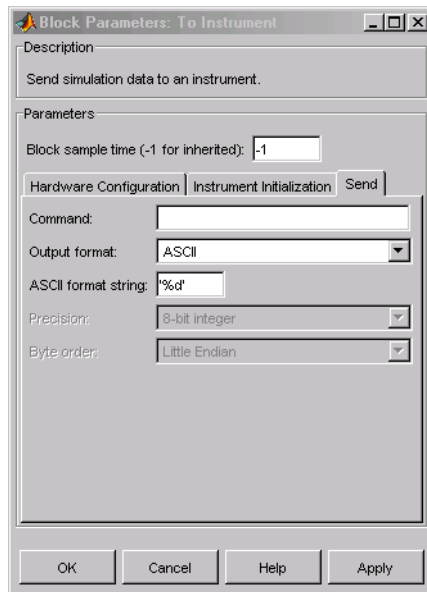 Block Parameters: To Instrument
Description
Send simulation data to an instrument.
Parameters
Block sample time (-1 for inherited): -1
Hardware Configuration Instrument Initialization Send
Command:
Output format: ASCII
ASCII format string: '%d'
Precision: 8-bit integer
Byte order: Little Endian
OK Cancel Help Apply